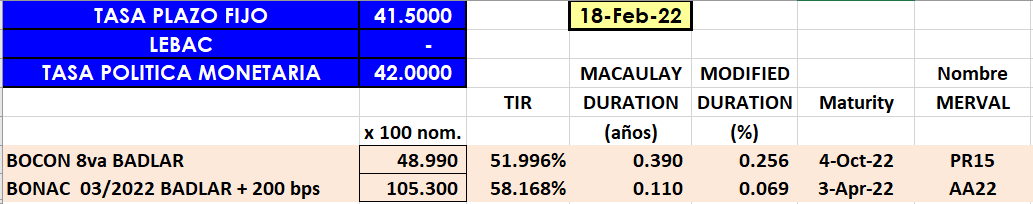 TASA PLAZO FIJO 41.5000 18-Feb-22
LEBAC -
TASA POLITICA MONETARIA 42.0000 MACAULAY MODIFIED Nombre
TIR DURATION DURATION Maturity MERVAL
x 100 nom. (años) (%)
BOCON 8va BADLAR 48.990 51.996% 0.390 0.256 4-Oct-22 PR15
BONAC 03/2022 BADLAR + 200 bps 105.300 58.168% 0.110 0.069 3-Apr-22 AA22